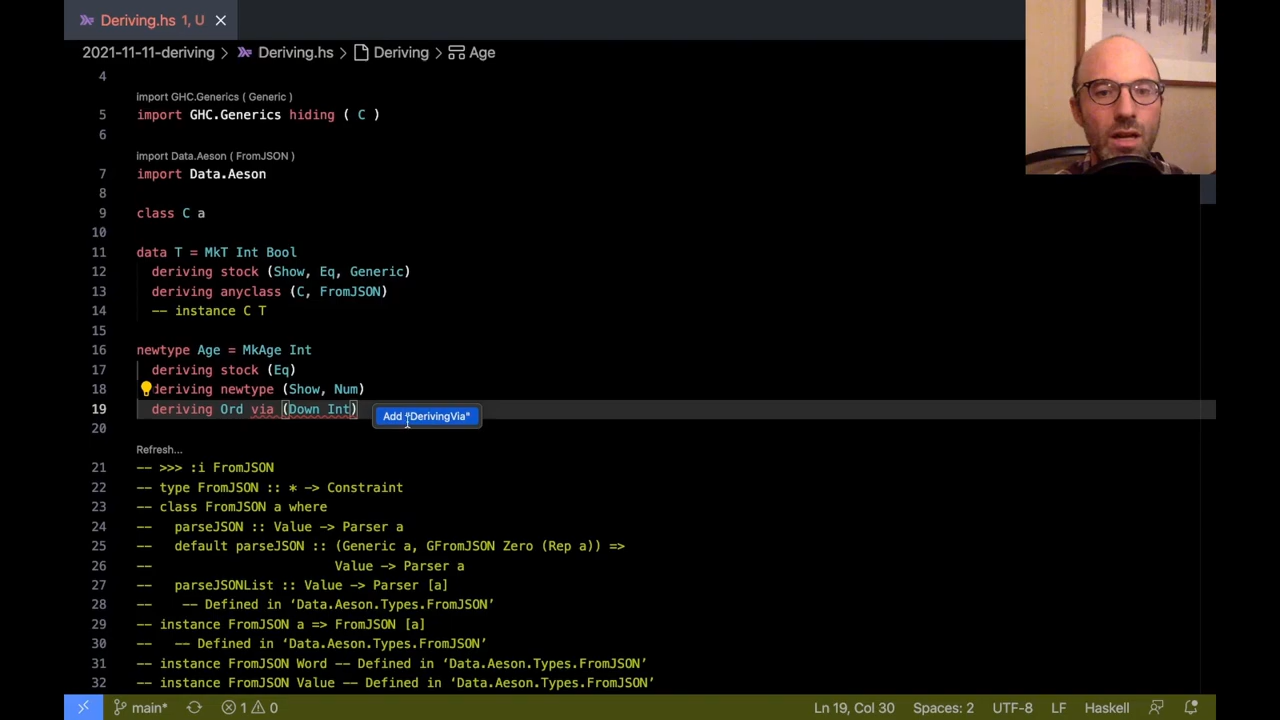 Deriving.hs 1, U
2021-11-11-deriving > Deriving.hs > Deriving > Age
4
import GHC.Generics ( Generic )
5 import GHC.Generics hiding ( C )
6
import Data.Aeson ( FromJSON )
7 import Data.Aeson
8
9 class C a
10
11 data T = MkT Int Bool
12 deriving stock (Show, Eq, Generic)
13 deriving anyclass (C, FromJSON)
14 -- instance C T
15
16 newtype Age = MkAge Int
17 deriving stock (Eq)
18 deriving newtype (Show, Num)
19 deriving Ord via (Down Int)
Add "DerivingVia"
20
Refresh...
21 -- >>> :i FromJSON
22 -- type FromJSON :: * -> Constraint
23 -- class FromJSON a where
24 -- parseJSON :: Value -> Parser a
25 -- default parseJSON :: (Generic a, GFromJSON Zero (Rep a)) =>
26 -- Value -> Parser a
27 -- parseJSONList :: Value -> Parser [a]
28 -- -- Defined in ‘Data.Aeson.Types.FromJSON’
29 -- instance FromJSON a => FromJSON [a]
30 -- -- Defined in ‘Data.Aeson.Types.FromJSON’
31 -- instance FromJSON Word -- Defined in ‘Data.Aeson.Types.FromJSON’
32 -- instance FromJSON Value -- Defined in ‘Data.Aeson.Types.FromJSON’
main* 1 0 Ln 19, Col 30 Spaces: 2 UTF-8 LF Haskell